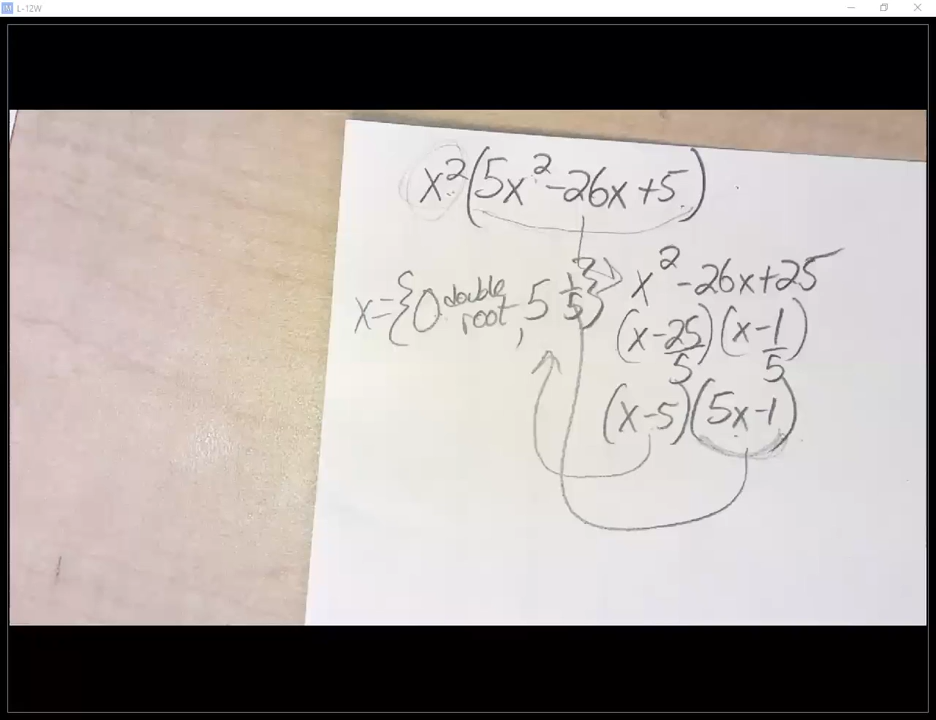 L-12W
x²(5x²-26x+5)
x={0 double root, 5 1/5}
x²-26x+25
(x-25/5)(x-1/5)
(x-5)(5x-1)